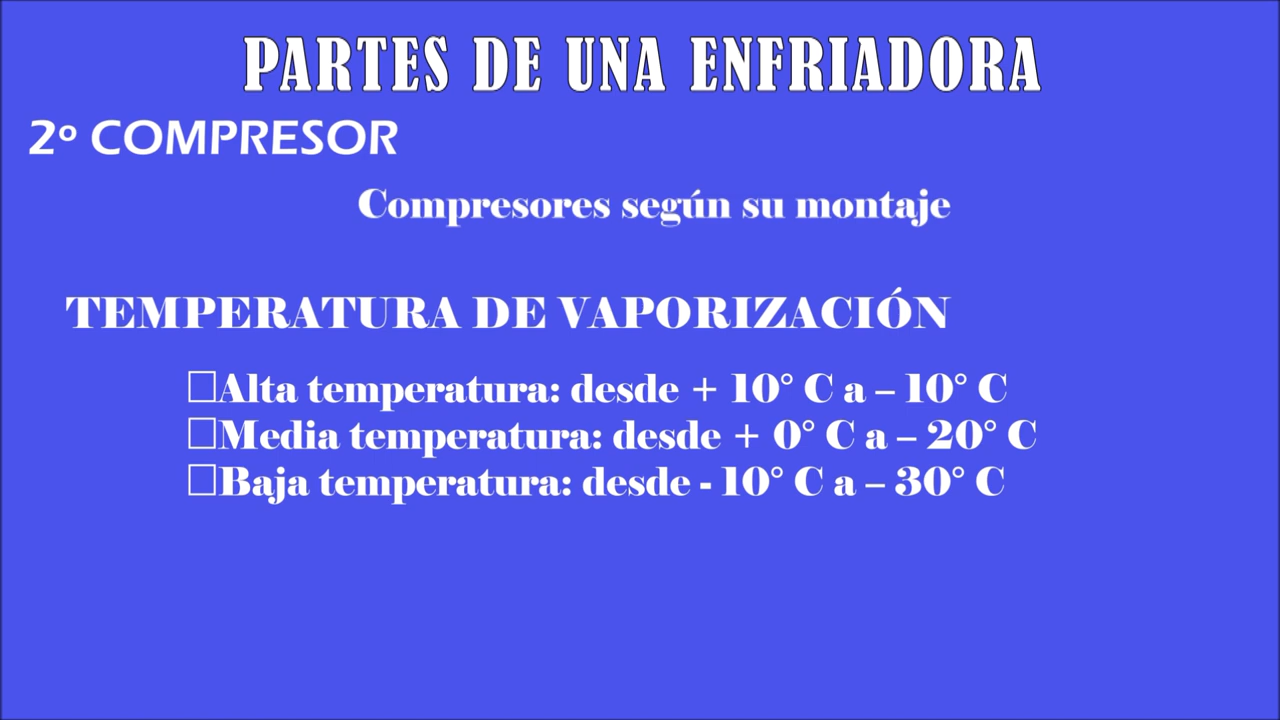 PARTES DE UNA ENFRIADORA
2º COMPRESOR
Compresores según su montaje
TEMPERATURA DE VAPORIZACIÓN
□Alta temperatura: desde + 10° C a – 10° C
□Media temperatura: desde + 0° C a – 20° C
□Baja temperatura: desde - 10° C a – 30° C